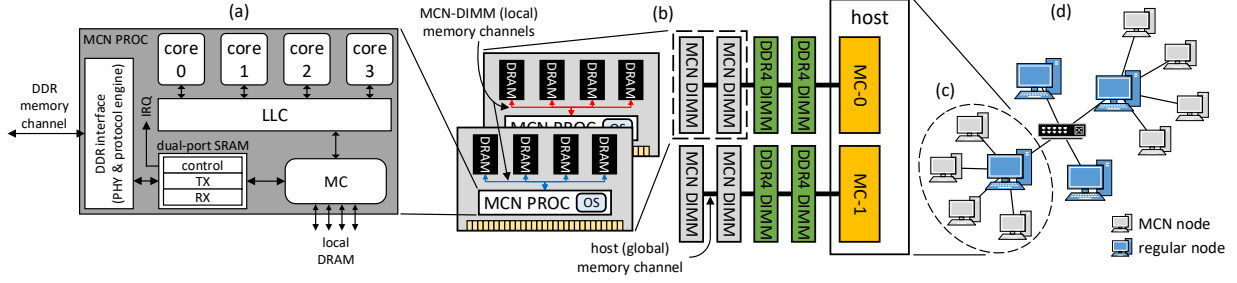 (a)
MCN PROC
core 0
core 1
core 2
core 3
DDR memory channel
DDR interface (PHY & protocol engine)
IRQ
LLC
dual-port SRAM
control
TX
RX
MC
local DRAM
(b)
MCN-DIMM (local) memory channels
DRAM
DRAM
DRAM
DRAM
MCN PROC
OS
DRAM
DRAM
DRAM
DRAM
MCN PROC
OS
MCN DIMM
MCN DIMM
DDR4 DIMM
DDR4 DIMM
MCN DIMM
MCN DIMM
DDR4 DIMM
DDR4 DIMM
host (global) memory channel
host
MC-0
MC-1
(c)
(d)
MCN node
regular node